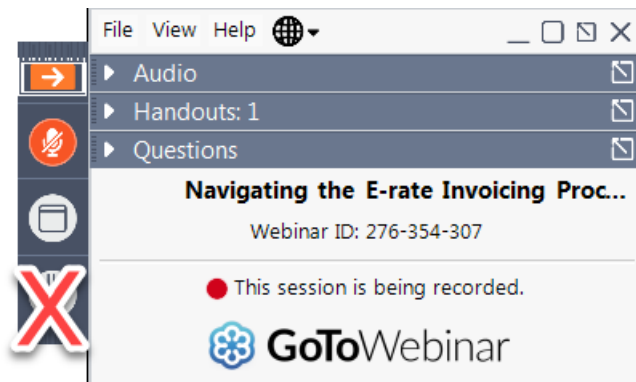 File View Help
Audio
Handouts: 1
Questions
Navigating the E-rate Invoicing Proc...
Webinar ID: 276-354-307
This session is being recorded.
GoToWebinar